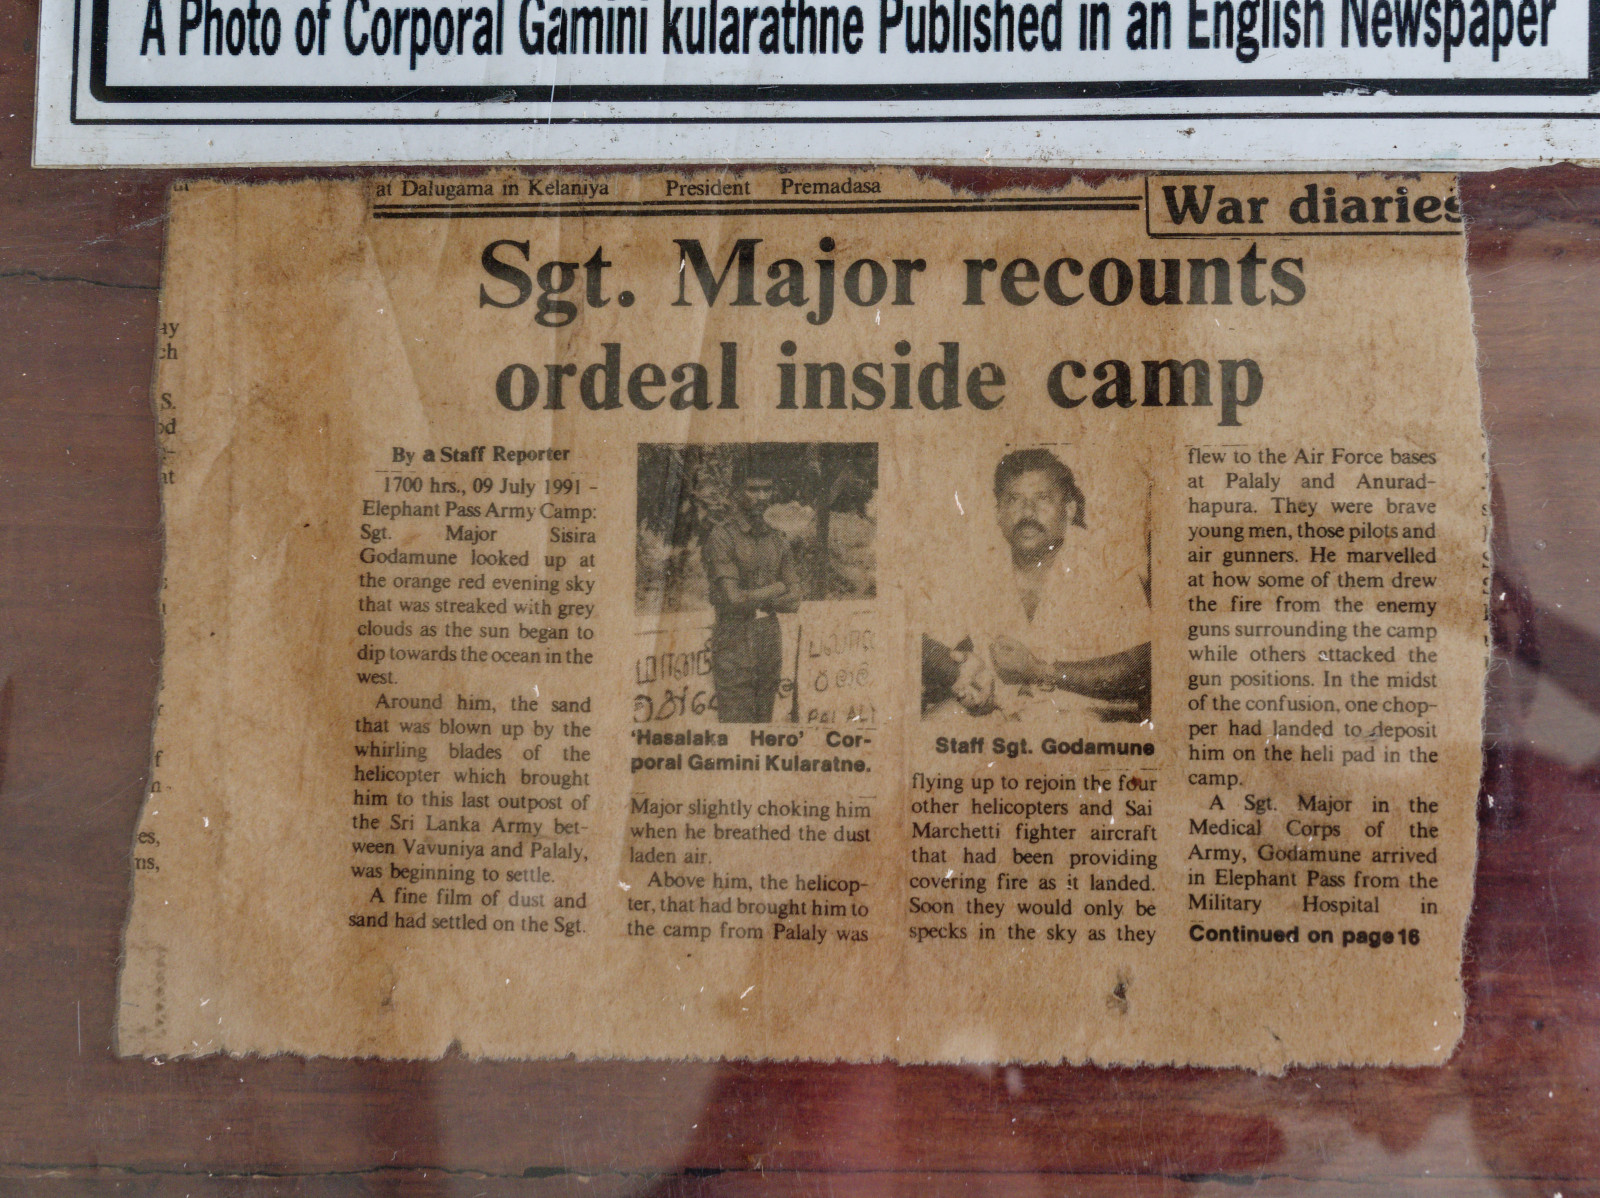 A Photo of Corporal Gamini kularathne Published in an English Newspaper
at Dalugama in Kelaniya President Premadasa
War diaries
Sgt. Major recounts
ordeal inside camp
By a Staff Reporter
1700 hrs., 09 July 1991 -
Elephant Pass Army Camp:
Sgt. Major Sisira
Godamune looked up at
the orange red evening sky
that was streaked with grey
clouds as the sun began to
dip towards the ocean in the
west.
Around him, the sand
that was blown up by the
whirling blades of the
helicopter which brought
him to this last outpost of
the Sri Lanka Army bet-
ween Vavuniya and Palaly,
was beginning to settle.
A fine film of dust and
sand had settled on the Sgt.
PALALY
'Hasalaka Hero' Cor-
poral Gamini Kularatne.
Major slightly choking him
when he breathed the dust
laden air.
Above him, the helicop-
ter, that had brought him to
the camp from Palaly was
Staff Sgt. Godamune
flying up to rejoin the four
other helicopters and Sai
Marchetti fighter aircraft
that had been providing
covering fire as it landed.
Soon they would only be
specks in the sky as they
flew to the Air Force bases
at Palaly and Anurad-
hapura. They were brave
young men, those pilots and
air gunners. He marvelled
at how some of them drew
the fire from the enemy
guns surrounding the camp
while others attacked the
gun positions. In the midst
of the confusion, one chop-
per had landed to deposit
him on the heli pad in the
camp.
A Sgt. Major in the
Medical Corps of the
Army, Godamune arrived
in Elephant Pass from the
Military Hospital in
Continued on page 16